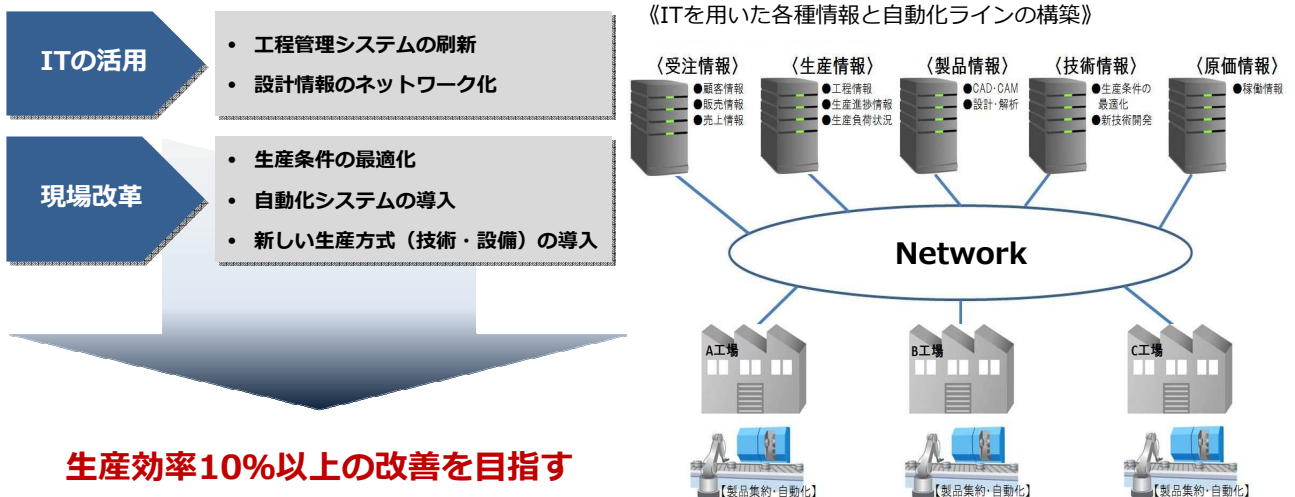 ITの活用
• 工程管理システムの刷新
• 設計情報のネットワーク化
現場改革
• 生産条件の最適化
• 自動化システムの導入
• 新しい生産方式（技術・設備）の導入
生産効率10%以上の改善を目指す
《ITを用いた各種情報と自動化ラインの構築》
〈受注情報〉
●顧客情報
●販売情報
●売上情報
〈生産情報〉
●工程情報
●生産進捗情報
●生産負荷状況
〈製品情報〉
●CAD・CAM
●設計・解析
〈技術情報〉
●生産条件の
最適化
●新技術開発
〈原価情報〉
●稼働情報
Network
A工場
B工場
C工場
【製品集約・自動化】
【製品集約・自動化】
【製品集約・自動化】